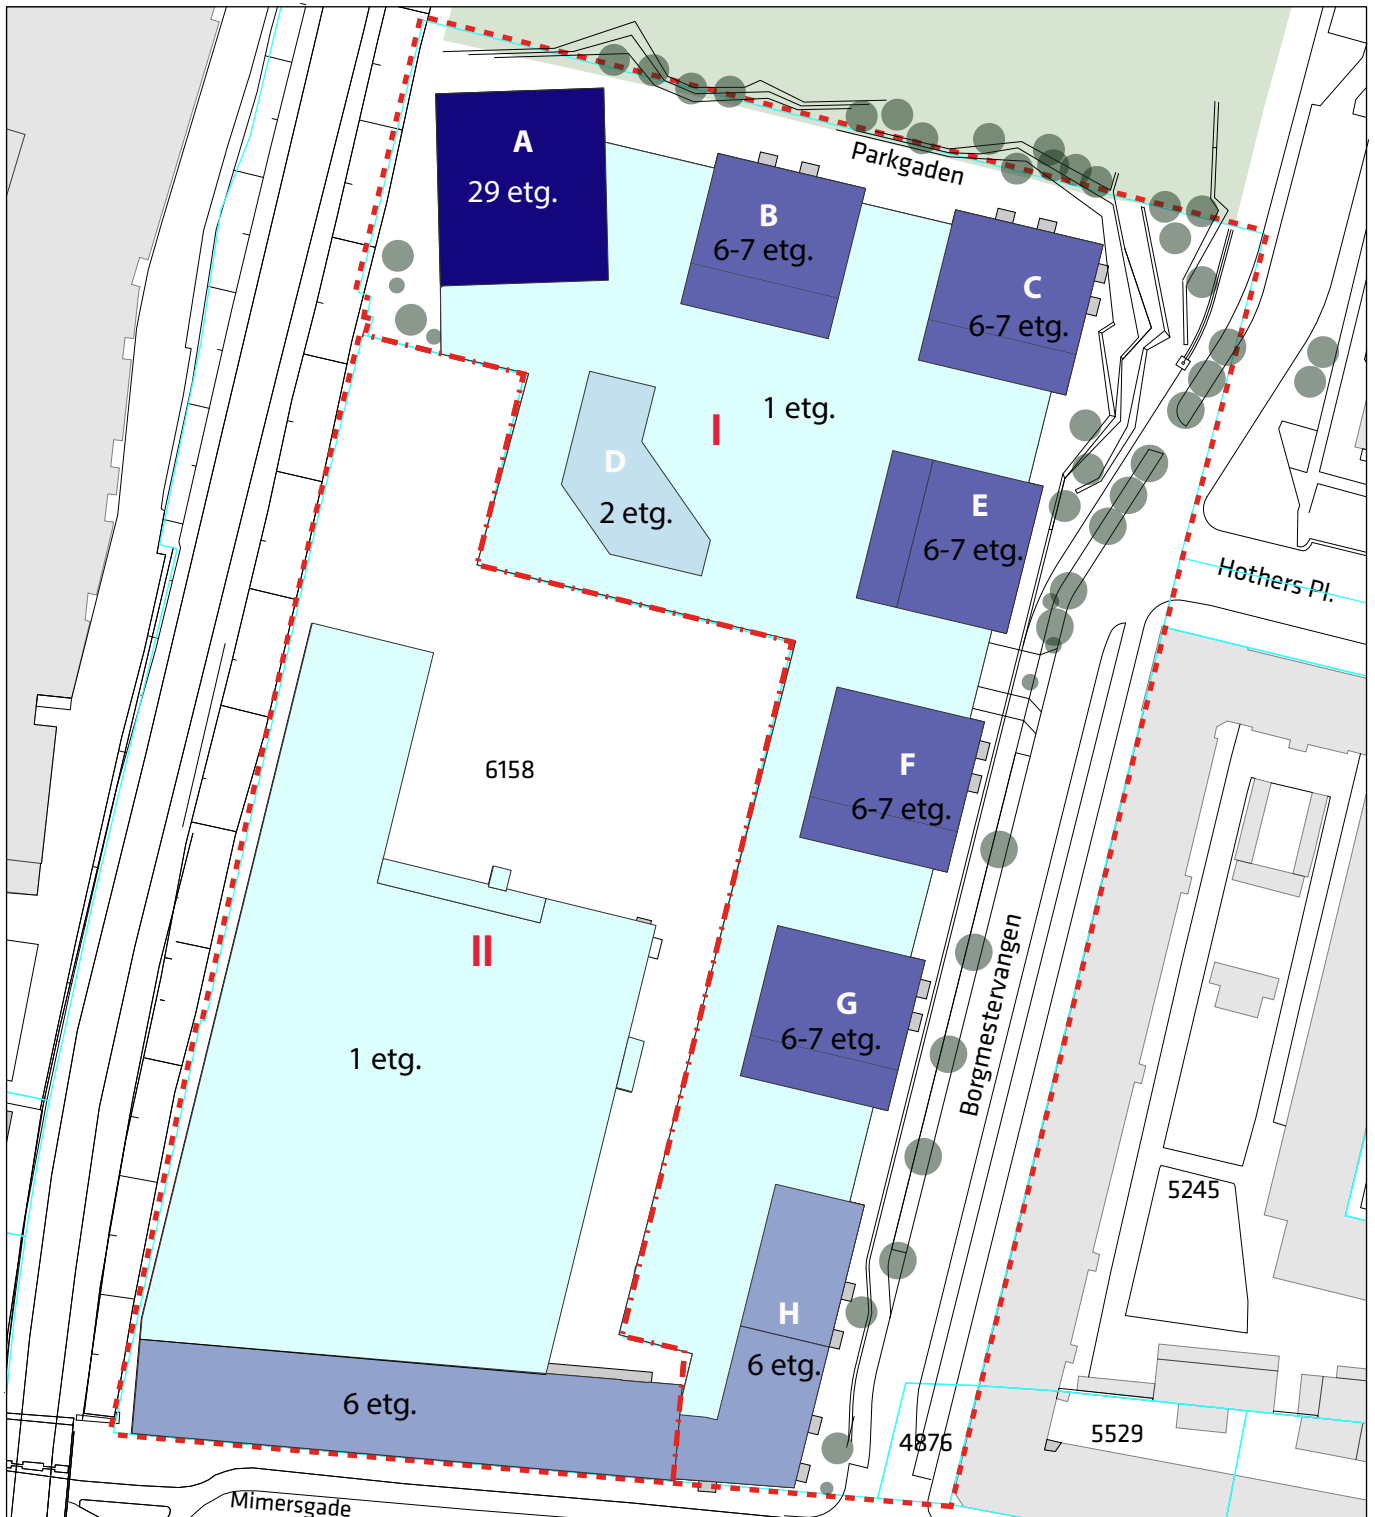 A
29 etg.
Parkgaden
B
6-7 etg.
C
6-7 etg.
1 etg.
I
D
2 etg.
E
6-7 etg.
Hothers Pl.
F
6-7 etg.
6158
II
G
6-7 etg.
1 etg.
Borgmestervangen
5245
H
6 etg.
6 etg.
4876
5529
Mimersgade